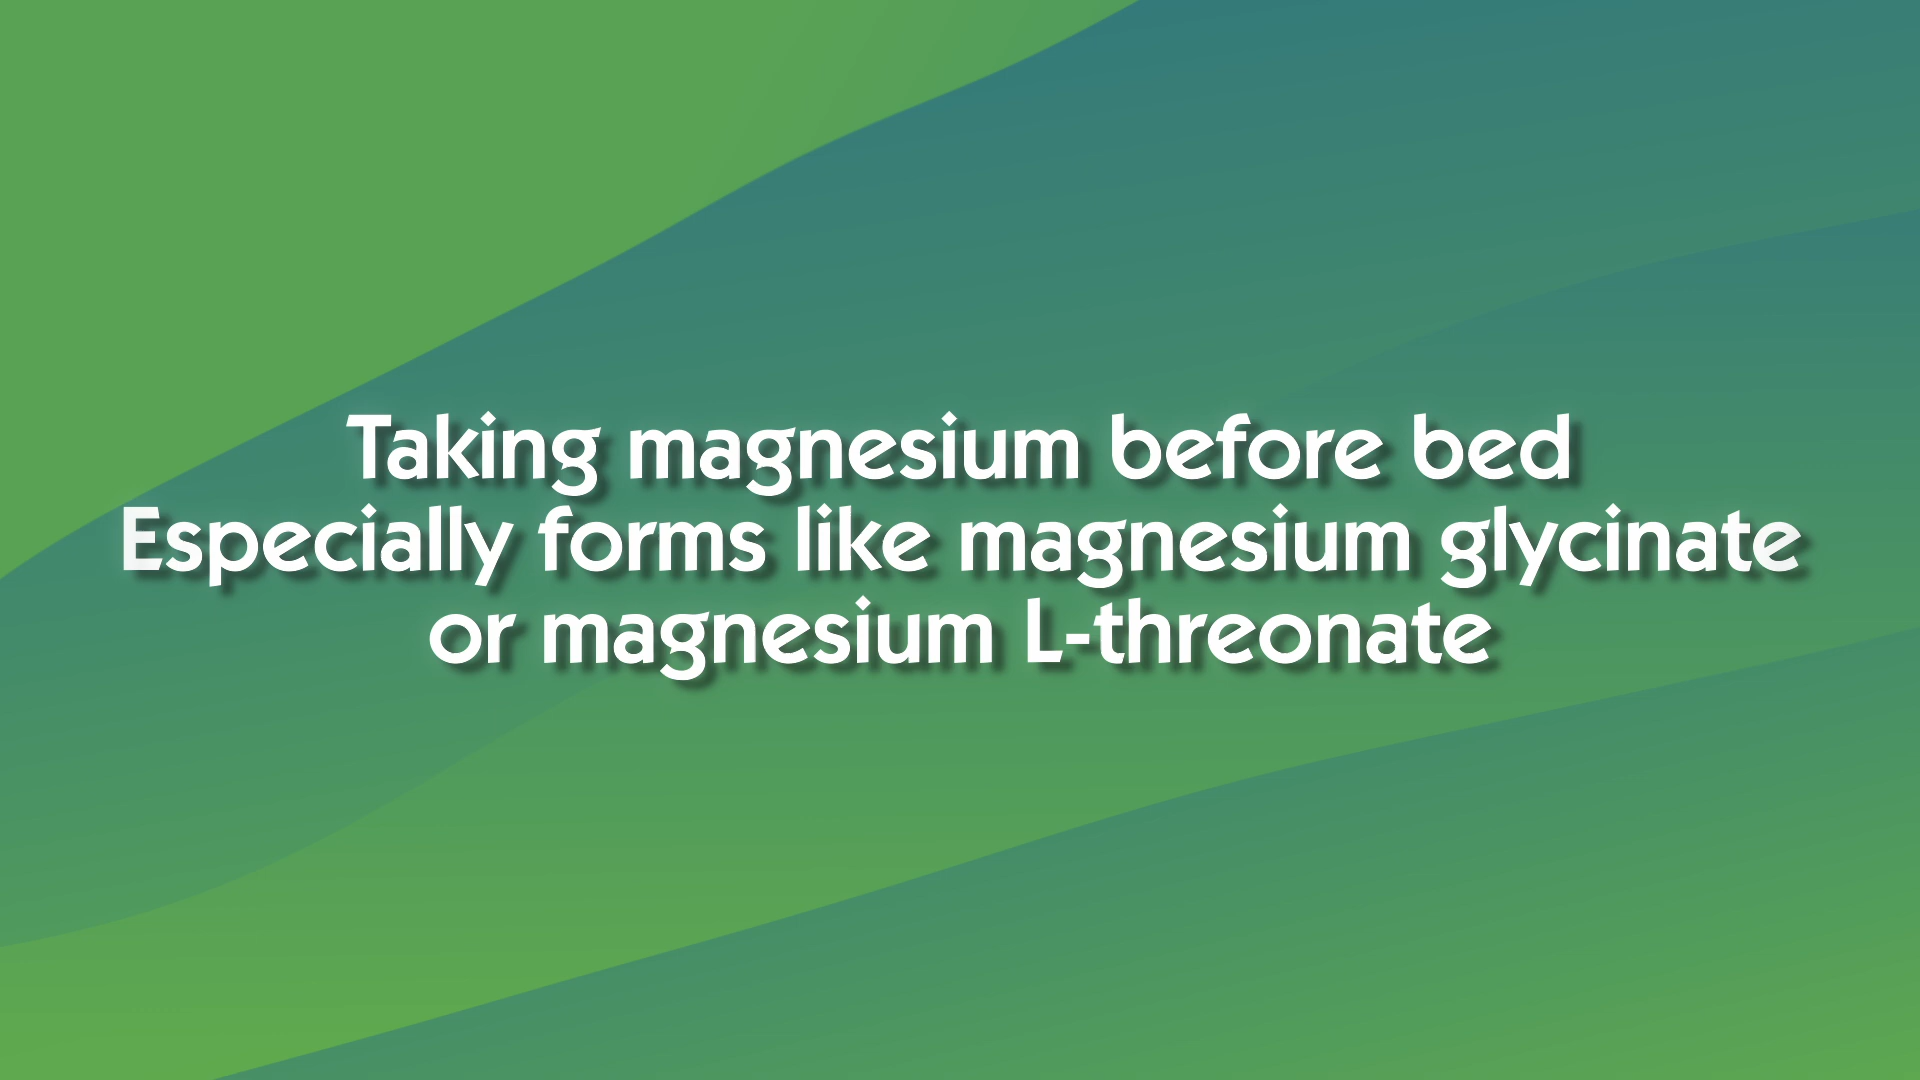 Taking magnesium before bed
Especially forms like magnesium glycinate
or magnesium L-threonate